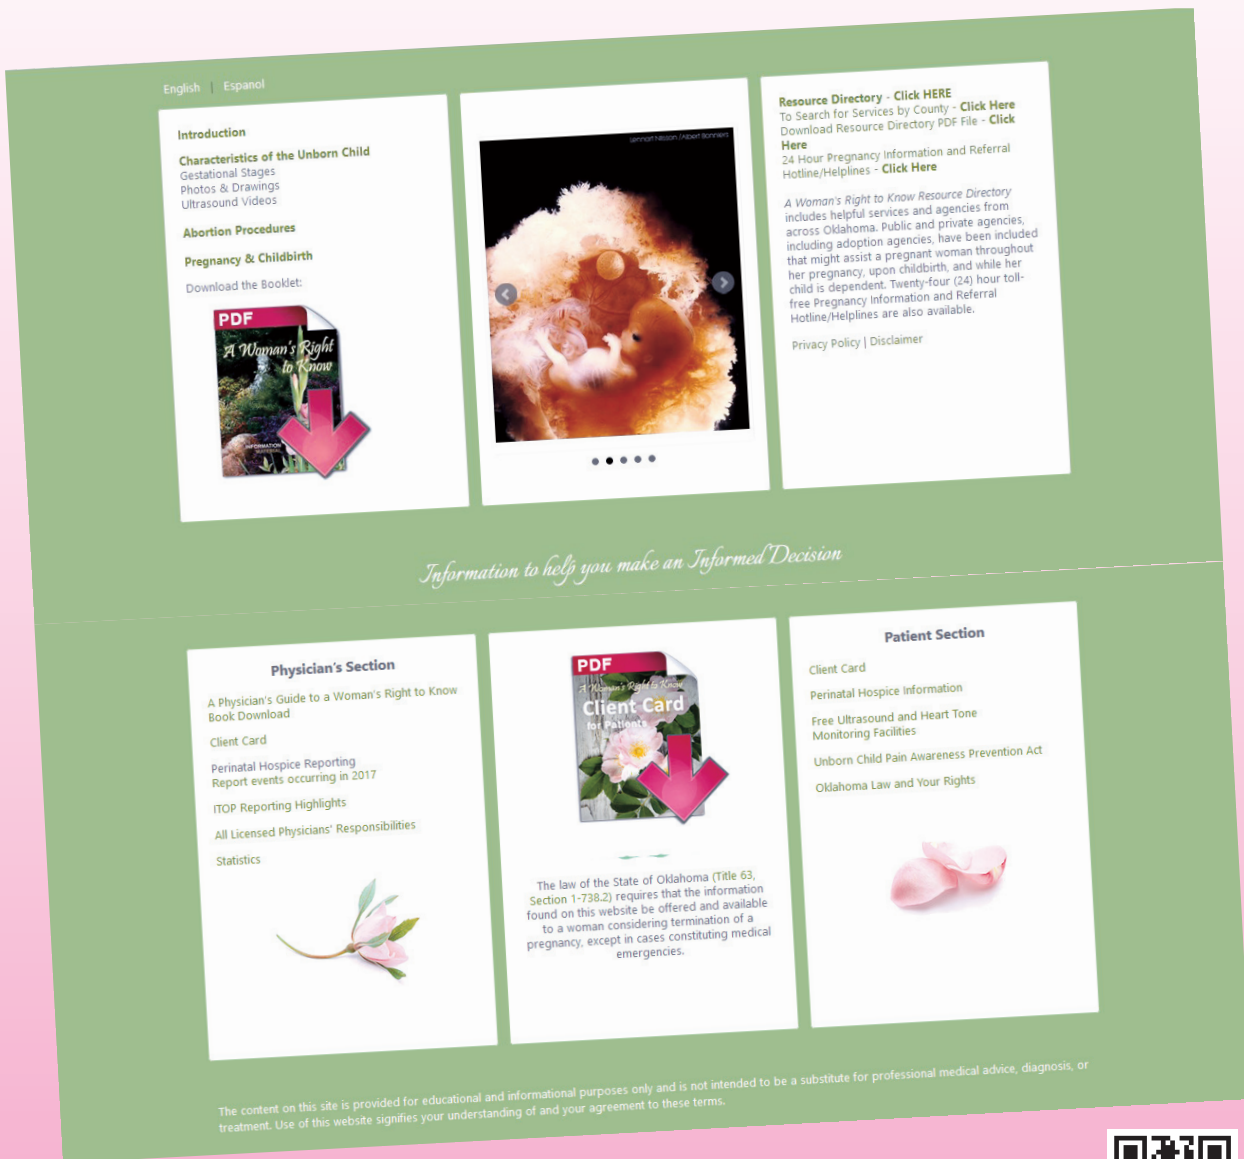 English | Espanol
Introduction
Characteristics of the Unborn Child
Gestational Stages
Photos & Drawings
Ultrasound Videos
Abortion Procedures
Pregnancy & Childbirth
Download the Booklet:
PDF
A Woman's Right
to Know
INFORMATION
MATERIAL
Lennart Nilsson /Albert Bonniers
Resource Directory - Click HERE
To Search for Services by County - Click Here
Download Resource Directory PDF File - Click
Here
24 Hour Pregnancy Information and Referral
Hotline/Helplines - Click Here
A Woman's Right to Know Resource Directory
includes helpful services and agencies from
across Oklahoma. Public and private agencies,
including adoption agencies, have been included
that might assist a pregnant woman throughout
her pregnancy, upon childbirth, and while her
child is dependent. Twenty-four (24) hour toll-
free Pregnancy Information and Referral
Hotline/Helplines are also available.
Privacy Policy | Disclaimer
Information to help you make an Informed Decision
Physician's Section
A Physician's Guide to a Woman's Right to Know
Book Download
Client Card
Perinatal Hospice Reporting
Report events occurring in 2017
ITOP Reporting Highlights
All Licensed Physicians' Responsibilities
Statistics
PDF
A Woman's Right to Know
Client Card
for Patients
The law of the State of Oklahoma (Title 63,
Section 1-738.2) requires that the information
found on this website be offered and available
to a woman considering termination of a
pregnancy, except in cases constituting medical
emergencies.
Patient Section
Client Card
Perinatal Hospice Information
Free Ultrasound and Heart Tone
Monitoring Facilities
Unborn Child Pain Awareness Prevention Act
Oklahoma Law and Your Rights
The content on this site is provided for educational and informational purposes only and is not intended to be a substitute for professional medical advice, diagnosis, or
treatment. Use of this website signifies your understanding of and your agreement to these terms.